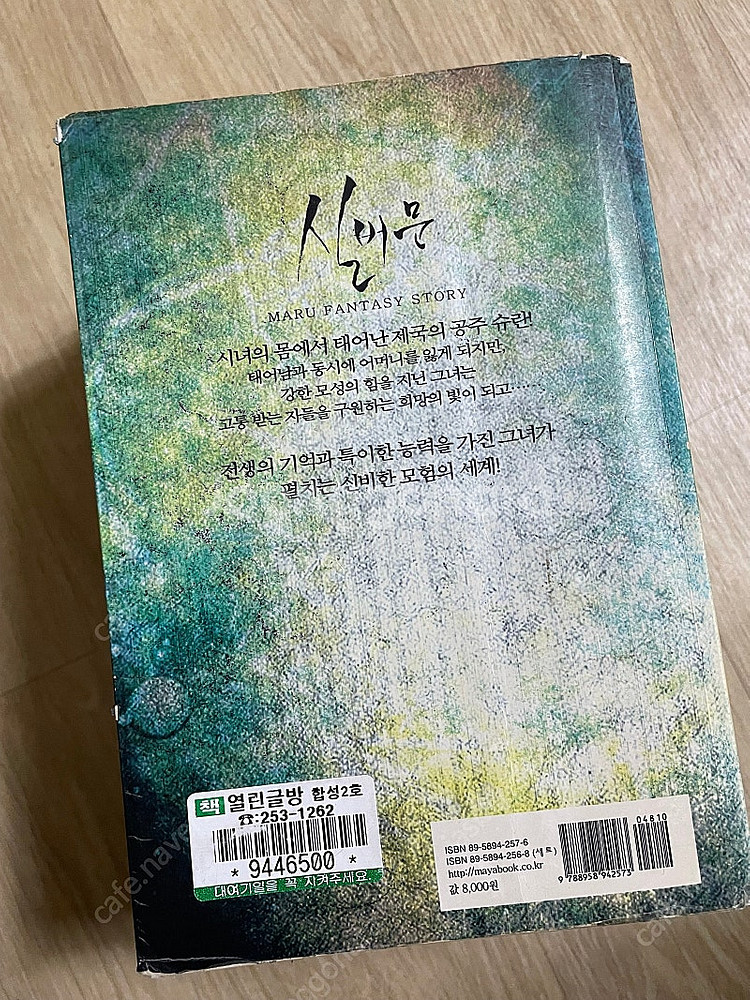 실버문
MARU FANTASY STORY
시녀의 몸에서 태어난 제국의 공주 슈란!
태어남과 동시에 어머니를 잃게 되지만,
강한 모성의 힘을 지닌 그녀는
고통 받는 자들을 구원하는 희망의 빛이 되고……
전생의 기억과 특이한 능력을 가진 그녀가
펼치는 신비한 모험의 세계!
책 열린글방 합성2호
☎:253-1262
* 9446500 *
대여기일을 꼭 지켜주세요.
ISBN 89-5894-257-6
ISBN 89-5894-256-8 (세트)
http://mayabook.co.kr
값 8,000원
04810
9 788958 942573